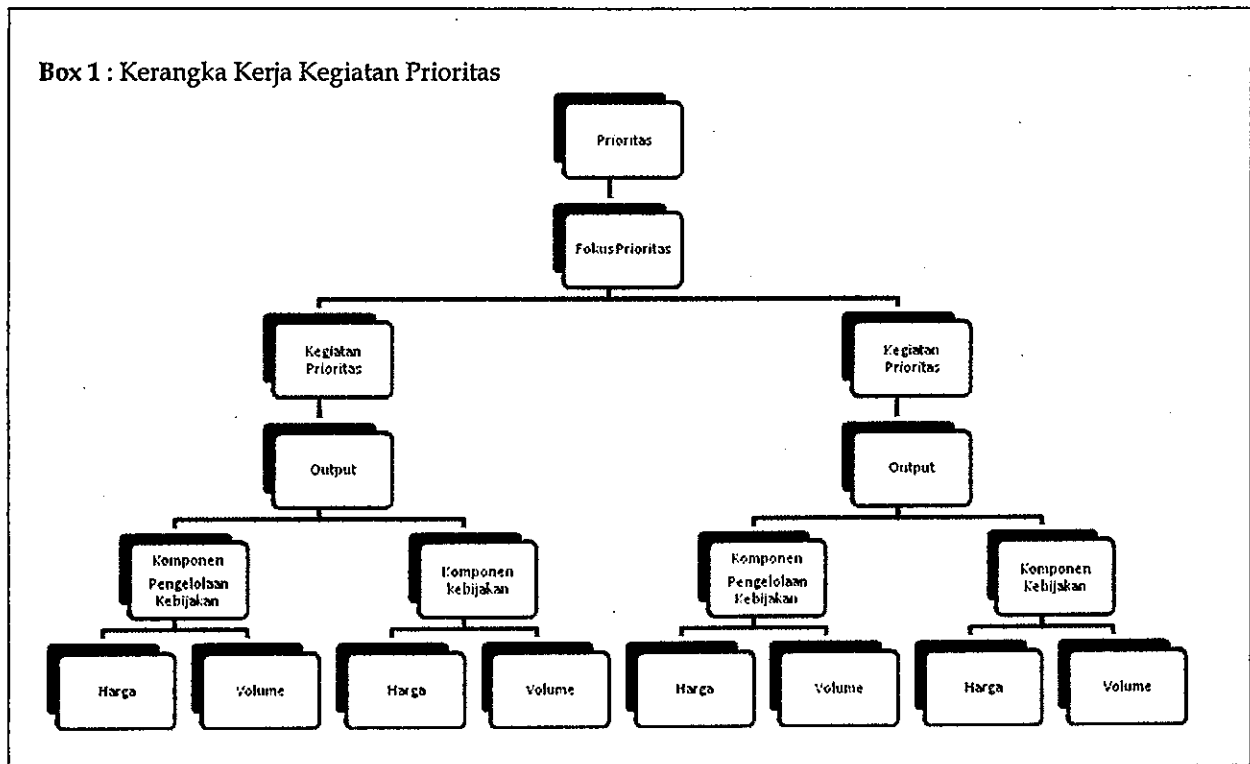 Box 1 : Kerangka Kerja Kegiatan Prioritas
Prioritas
Fokus Prioritas
Kegiatan
Prioritas
Kegiatan
Prioritas
Output
Output
Komponen
Pengelolaan
Kebijakan
Komponen
kebijakan
Komponen
Pengelolaan
Kebijakan
Komponen
kebijakan
Harga
Volume
Harga
Volume
Harga
Volume
Harga
Volume